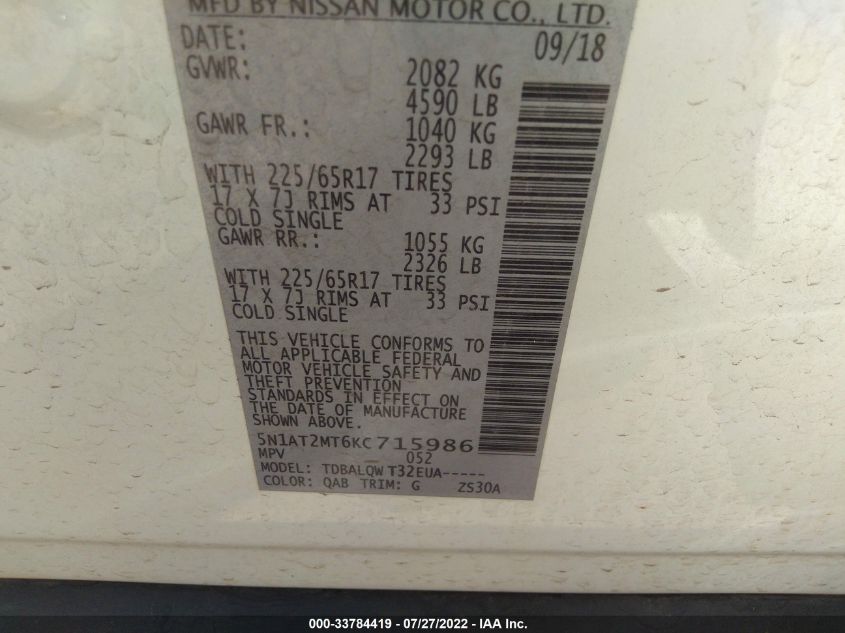 MFD BY NISSAN MOTOR CO., LTD.
DATE: 09/18
GVWR: 2082 KG
4590 LB
GAWR FR.: 1040 KG
2293 LB
WITH 225/65R17 TIRES
17 X 7J RIMS AT 33 PSI
COLD SINGLE
GAWR RR.: 1055 KG
2326 LB
WITH 225/65R17 TIRES
17 X 7J RIMS AT 33 PSI
COLD SINGLE
THIS VEHICLE CONFORMS TO
ALL APPLICABLE FEDERAL
MOTOR VEHICLE SAFETY AND
THEFT PREVENTION
STANDARDS IN EFFECT ON
THE DATE OF MANUFACTURE
SHOWN ABOVE.
5N1AT2MT6KC715986
MPV 052
MODEL: TDBALQW T32EUA-----
COLOR: QAB TRIM: G ZS30A
000-33784419 - 07/27/2022 - IAA Inc.